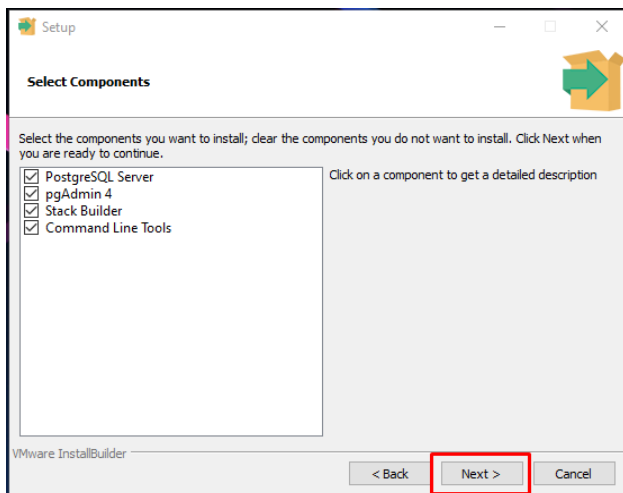 Setup
Select Components
Select the components you want to install; clear the components you do not want to install. Click Next when
you are ready to continue.
PostgreSQL Server
pgAdmin 4
Stack Builder
Command Line Tools
Click on a component to get a detailed description
VMware InstallBuilder
< Back
Next >
Cancel